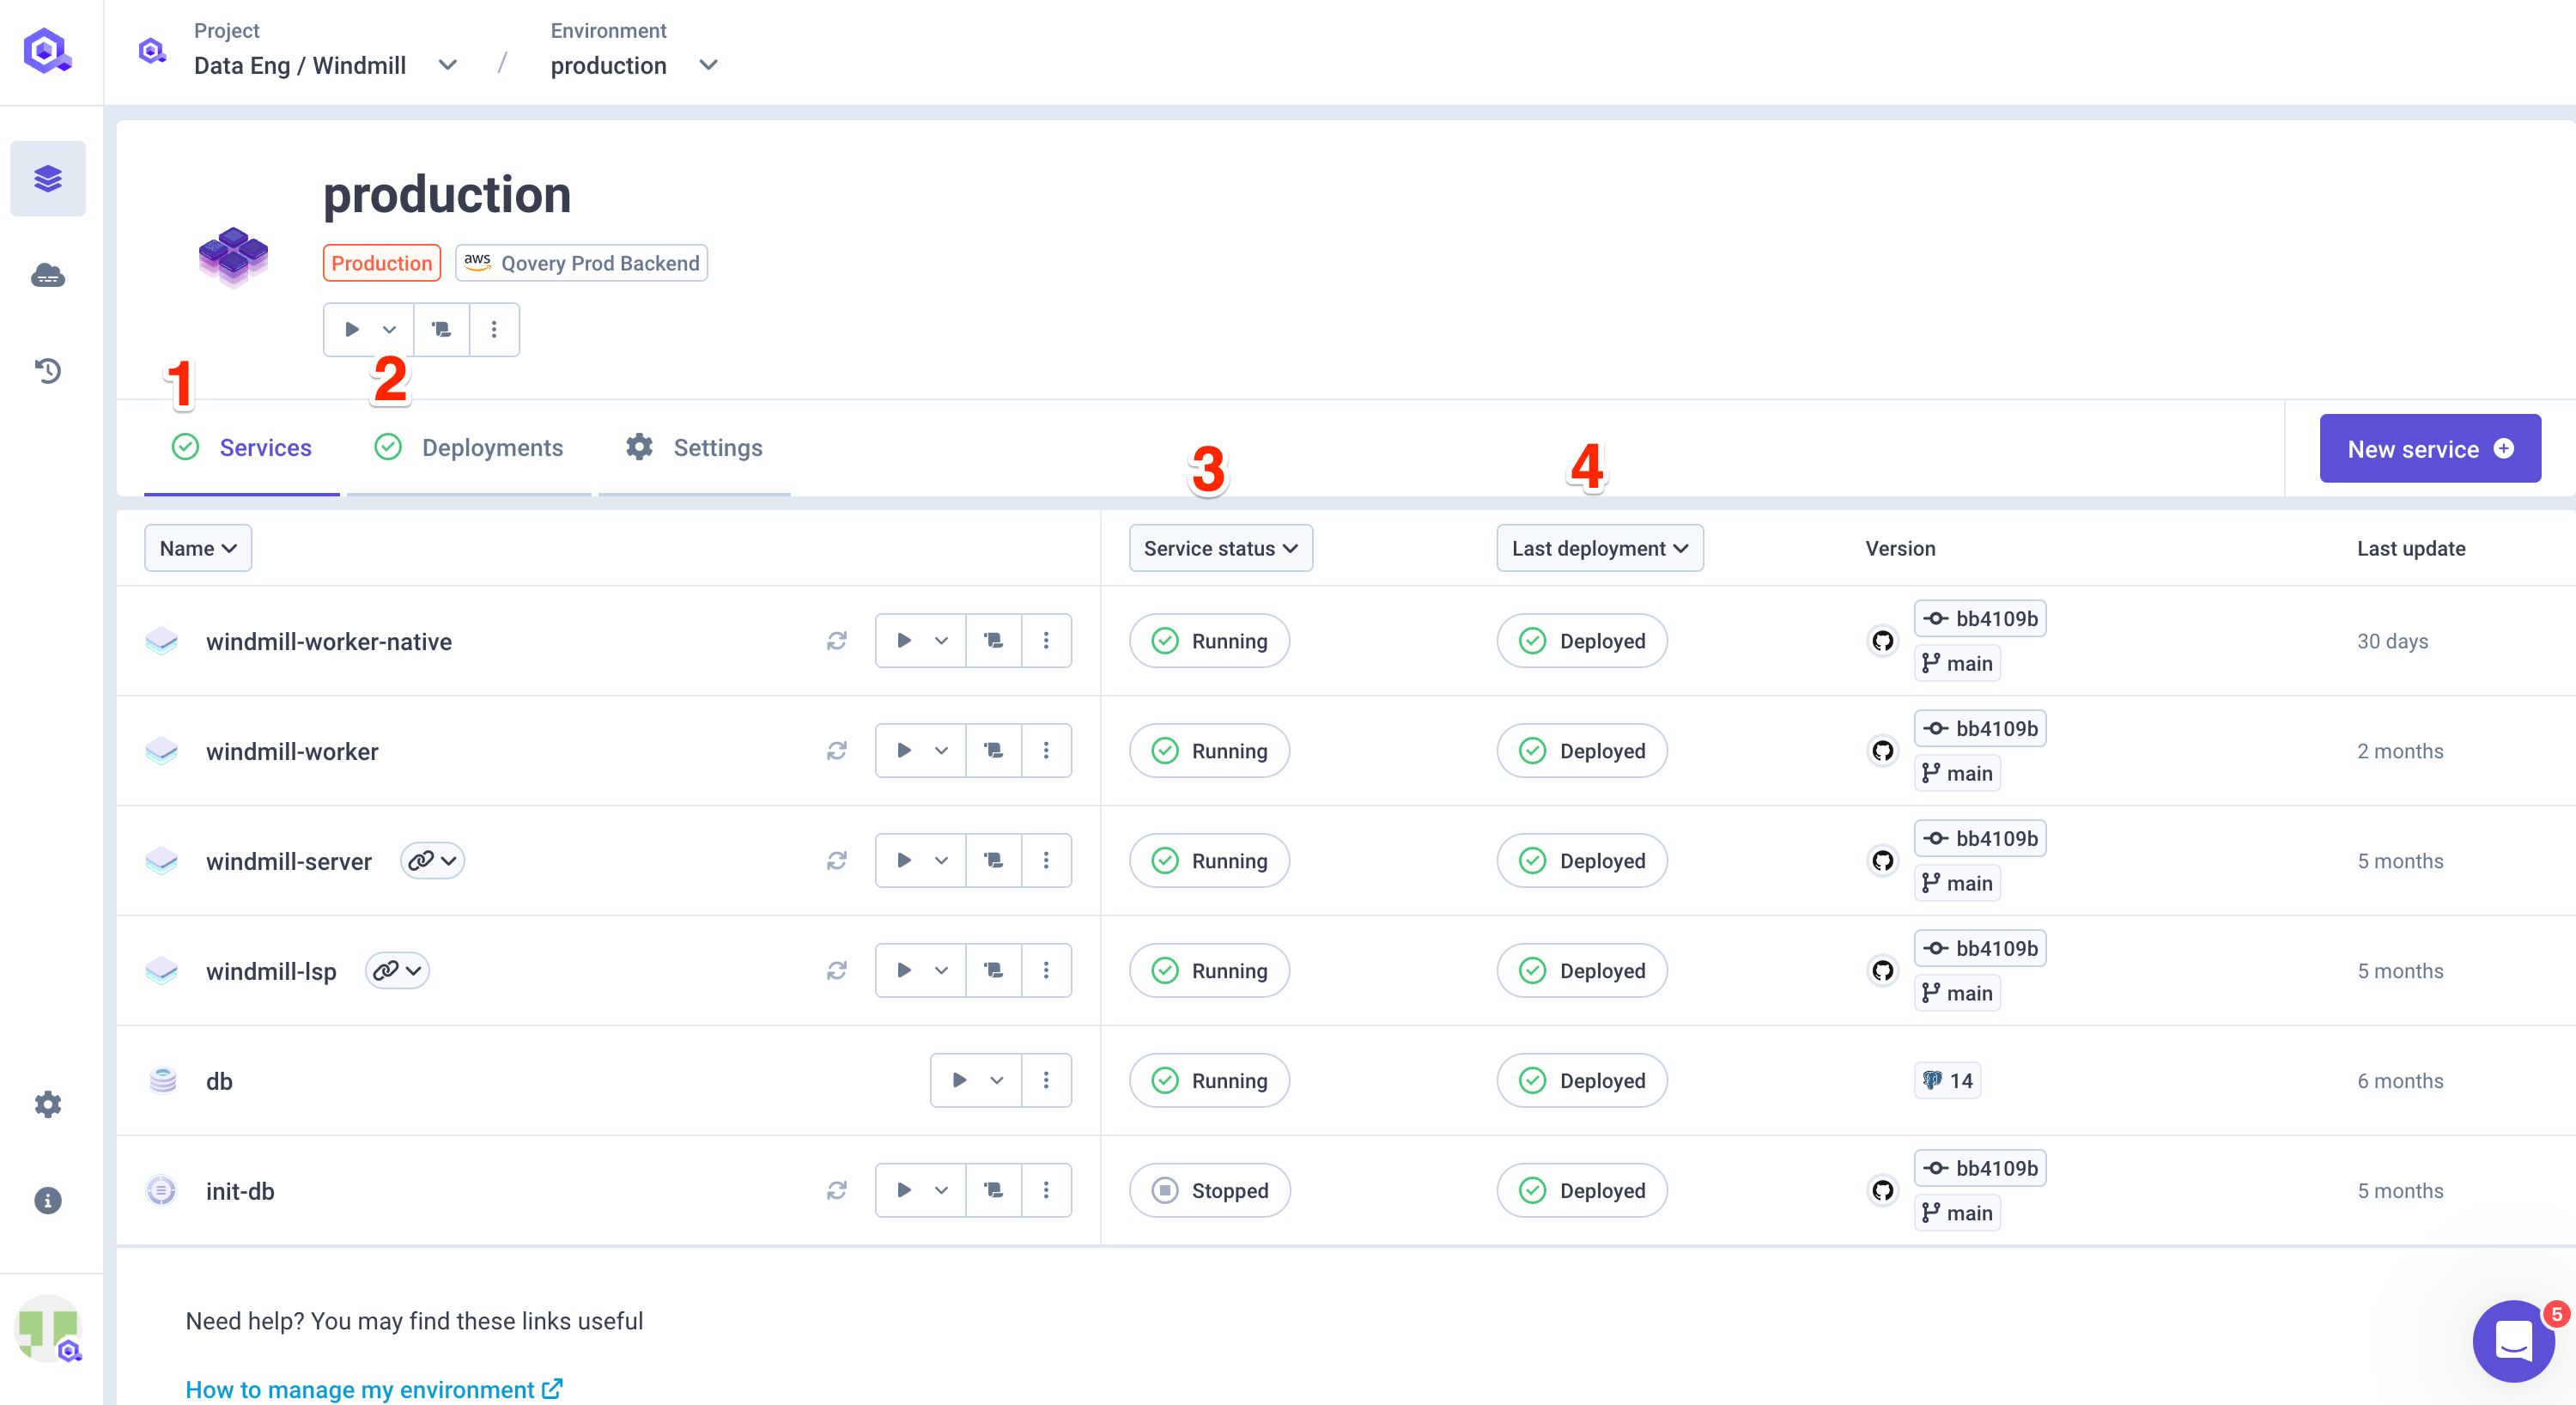 Project
Data Eng / Windmill
/
Environment
production
production
Production
aws Qovery Prod Backend
1
2
3
4
Services
Deployments
Settings
New service
Name
Service status
Last deployment
Version
Last update
windmill-worker-native
Running
Deployed
bb4109b
main
30 days
windmill-worker
Running
Deployed
bb4109b
main
2 months
windmill-server
Running
Deployed
bb4109b
main
5 months
windmill-lsp
Running
Deployed
bb4109b
main
5 months
db
Running
Deployed
14
6 months
init-db
Stopped
Deployed
bb4109b
main
5 months
Need help? You may find these links useful
How to manage my environment
5